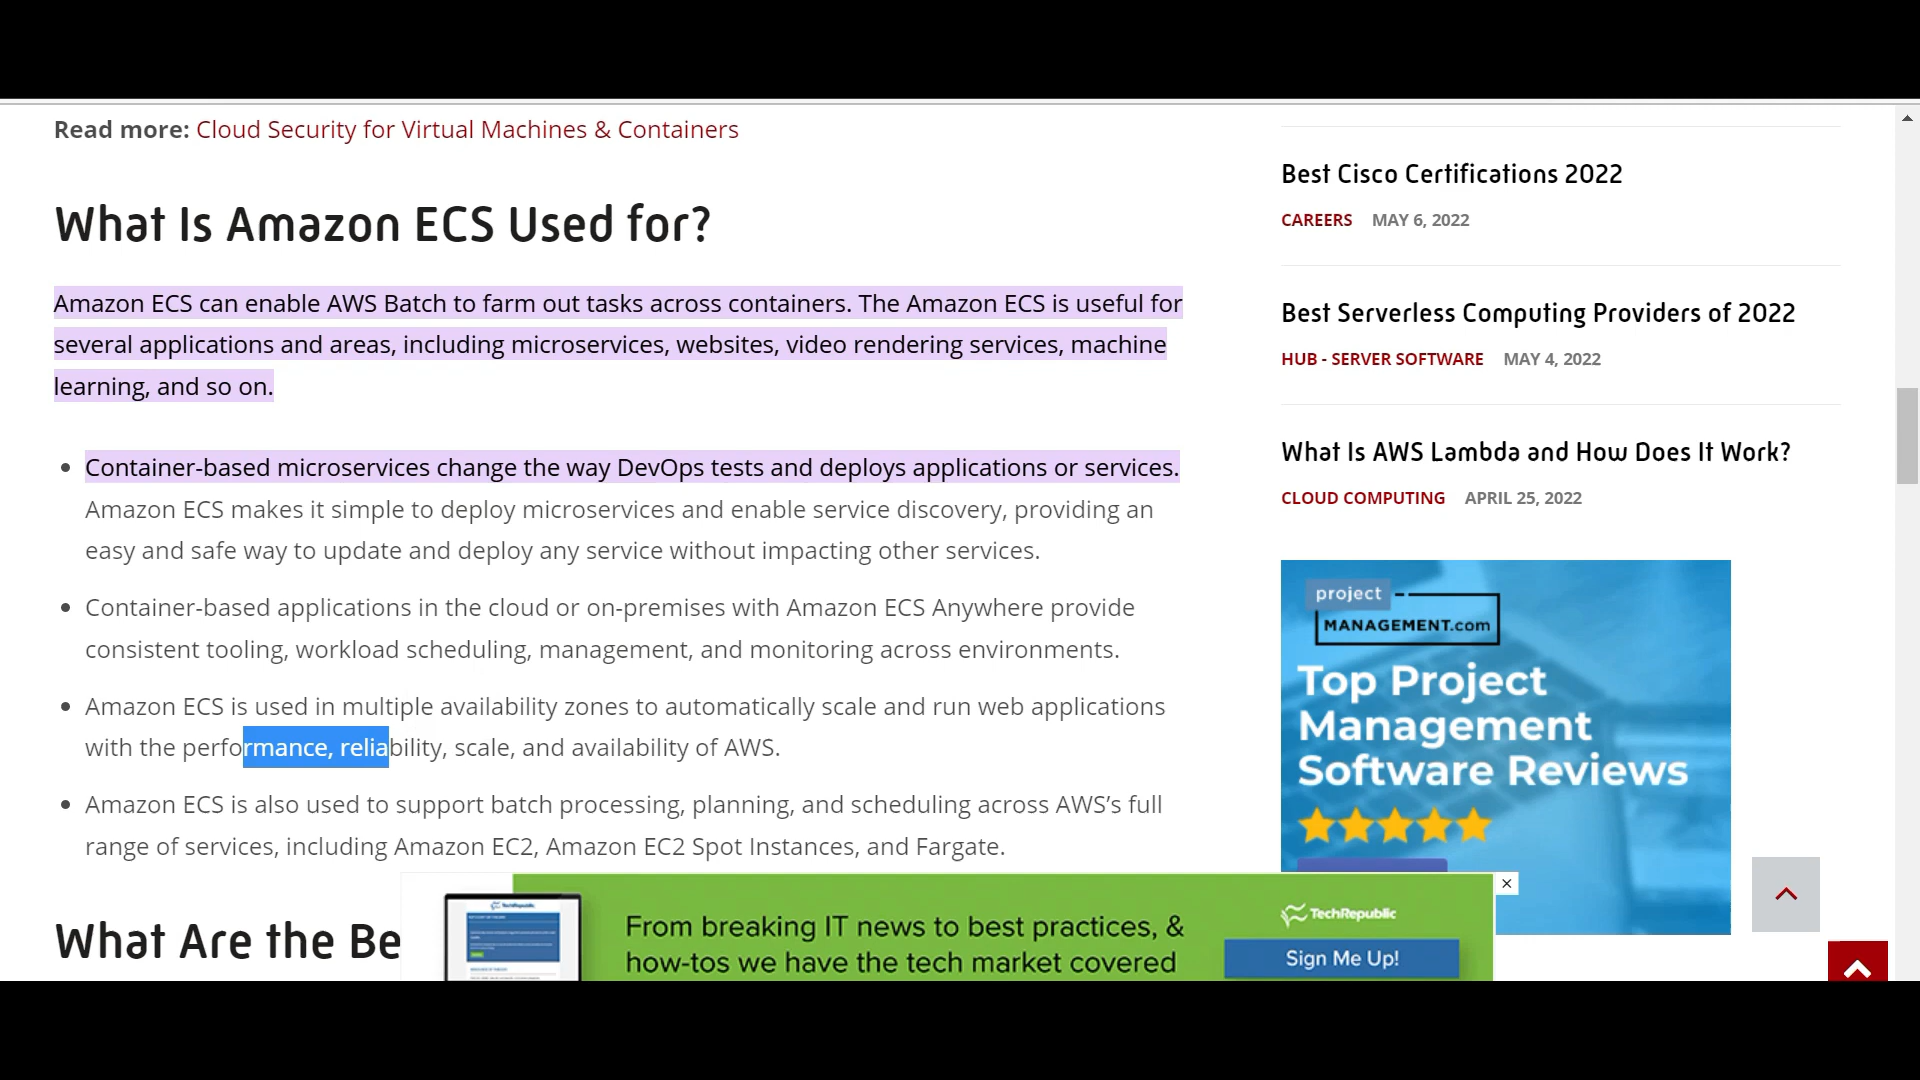 Read more: Cloud Security for Virtual Machines & Containers
What Is Amazon ECS Used for?
Amazon ECS can enable AWS Batch to farm out tasks across containers. The Amazon ECS is useful for
several applications and areas, including microservices, websites, video rendering services, machine
learning, and so on.
Container-based microservices change the way DevOps tests and deploys applications or services.
Amazon ECS makes it simple to deploy microservices and enable service discovery, providing an
easy and safe way to update and deploy any service without impacting other services.
Container-based applications in the cloud or on-premises with Amazon ECS Anywhere provide
consistent tooling, workload scheduling, management, and monitoring across environments.
Amazon ECS is used in multiple availability zones to automatically scale and run web applications
with the performance, reliability, scale, and availability of AWS.
Amazon ECS is also used to support batch processing, planning, and scheduling across AWS’s full
range of services, including Amazon EC2, Amazon EC2 Spot Instances, and Fargate.
What Are the Be
Best Cisco Certifications 2022
CAREERS MAY 6, 2022
Best Serverless Computing Providers of 2022
HUB - SERVER SOFTWARE MAY 4, 2022
What Is AWS Lambda and How Does It Work?
CLOUD COMPUTING APRIL 25, 2022
project
MANAGEMENT.com
Top Project
Management
Software Reviews
From breaking IT news to best practices, &
how-tos we have the tech market covered
TechRepublic
Sign Me Up!